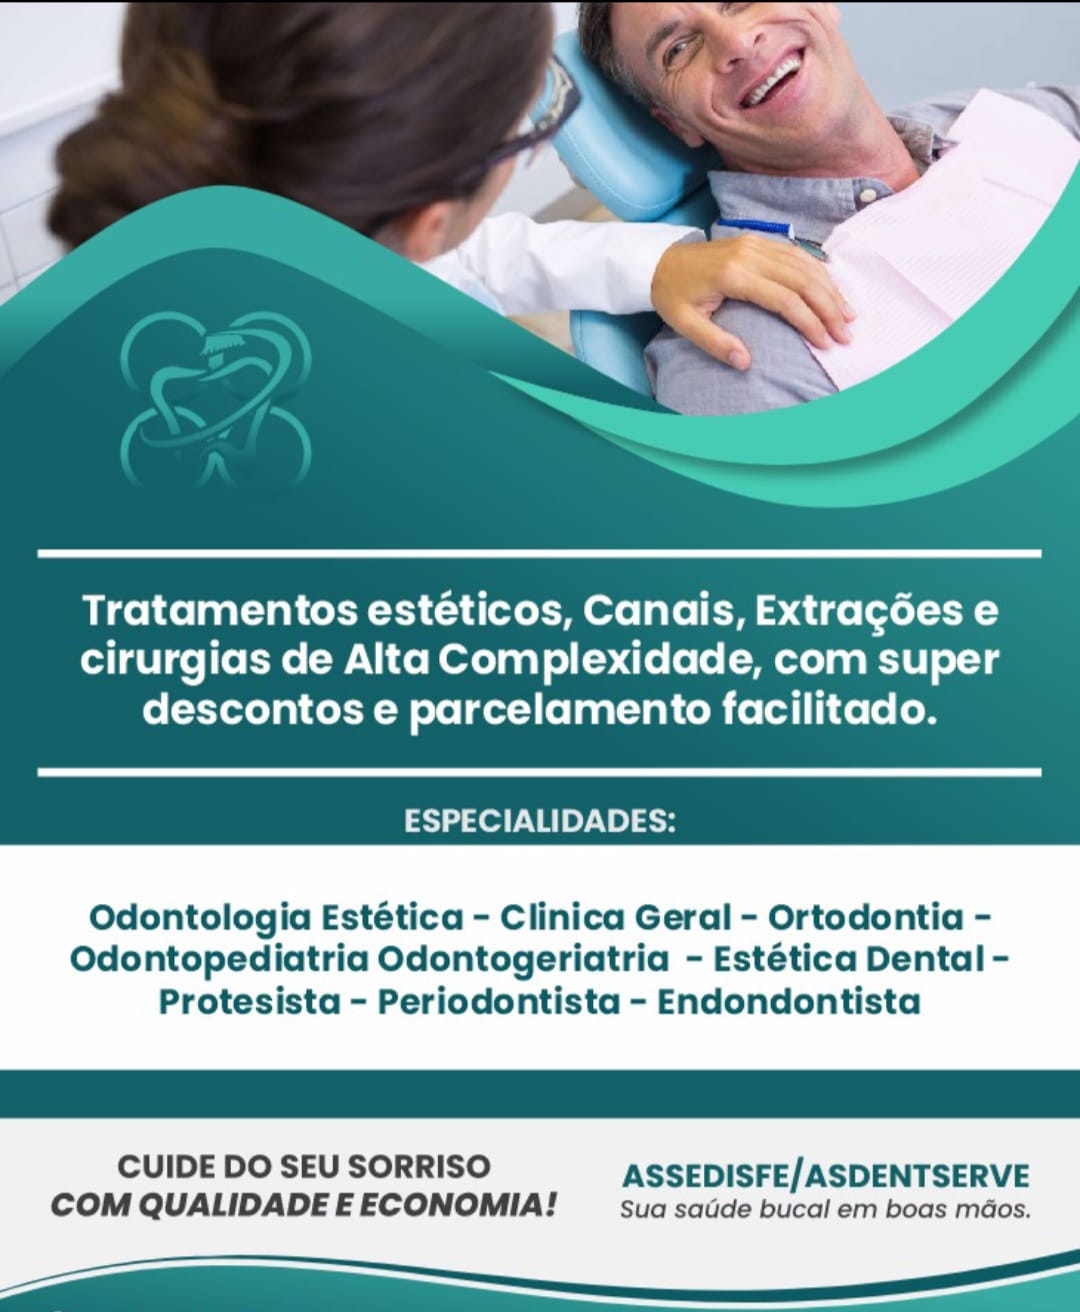 Tratamentos estéticos, Canais, Extrações e
cirurgias de Alta Complexidade, com super
descontos e parcelamento facilitado.
ESPECIALIDADES:
Odontologia Estética - Clinica Geral - Ortodontia -
Odontopediatria Odontogeriatria - Estética Dental -
Protesista - Periodontista - Endondontista
CUIDE DO SEU SORRISO
COM QUALIDADE E ECONOMIA!
ASSEDISFE/ASDENTSERVE
Sua saúde bucal em boas mãos.